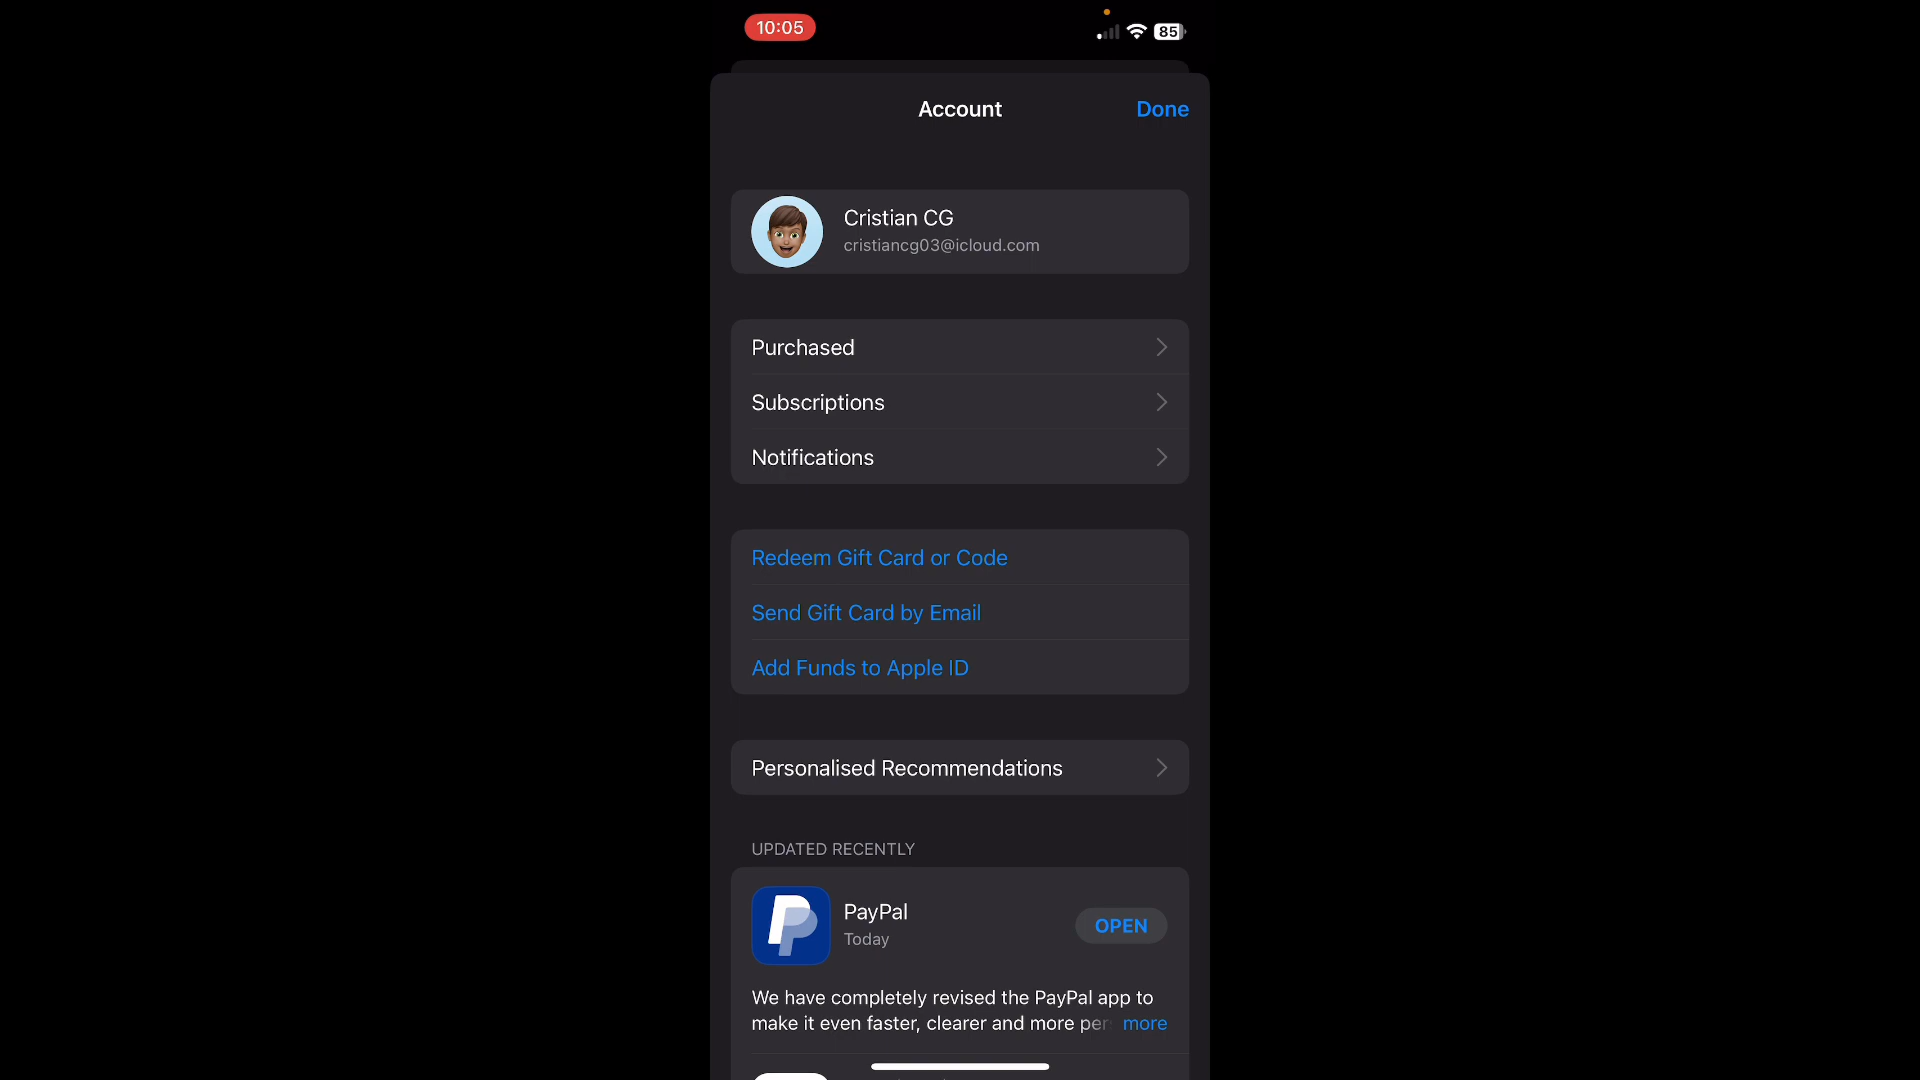 10:05
85
Account
Done
Cristian CG
cristiancg03@icloud.com
Purchased
Subscriptions
Notifications
Redeem Gift Card or Code
Send Gift Card by Email
Add Funds to Apple ID
Personalised Recommendations
UPDATED RECENTLY
PayPal
Today
OPEN
We have completely revised the PayPal app to
make it even faster, clearer and more per more